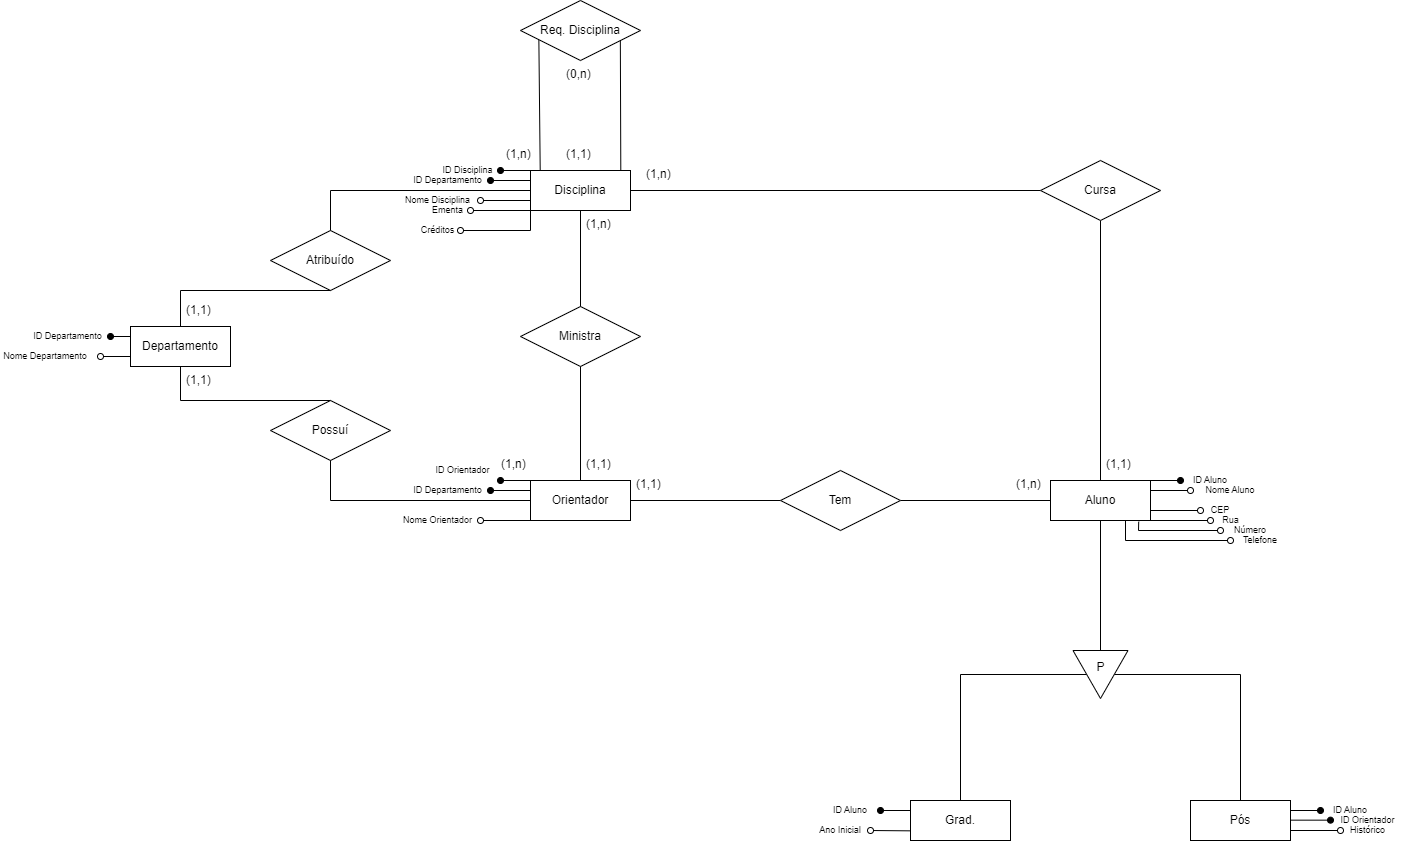 Req. Disciplina
(0,n)
(1,n)
(1,1)
ID Disciplina
ID Departamento
Disciplina
(1,n)
Cursa
Nome Disciplina
Ementa
Créditos
(1,n)
Atribuído
(1,1)
ID Departamento
Nome Departamento
Departamento
Ministra
(1,1)
Possuí
ID Orientador
(1,n)
(1,1)
ID Departamento
Orientador
(1,1)
Nome Orientador
Tem
(1,n)
(1,1)
Aluno
ID Aluno
Nome Aluno
CEP
Rua
Número
Telefone
P
ID Aluno
Ano Inicial
Grad.
Pós
ID Aluno
ID Orientador
Histórico